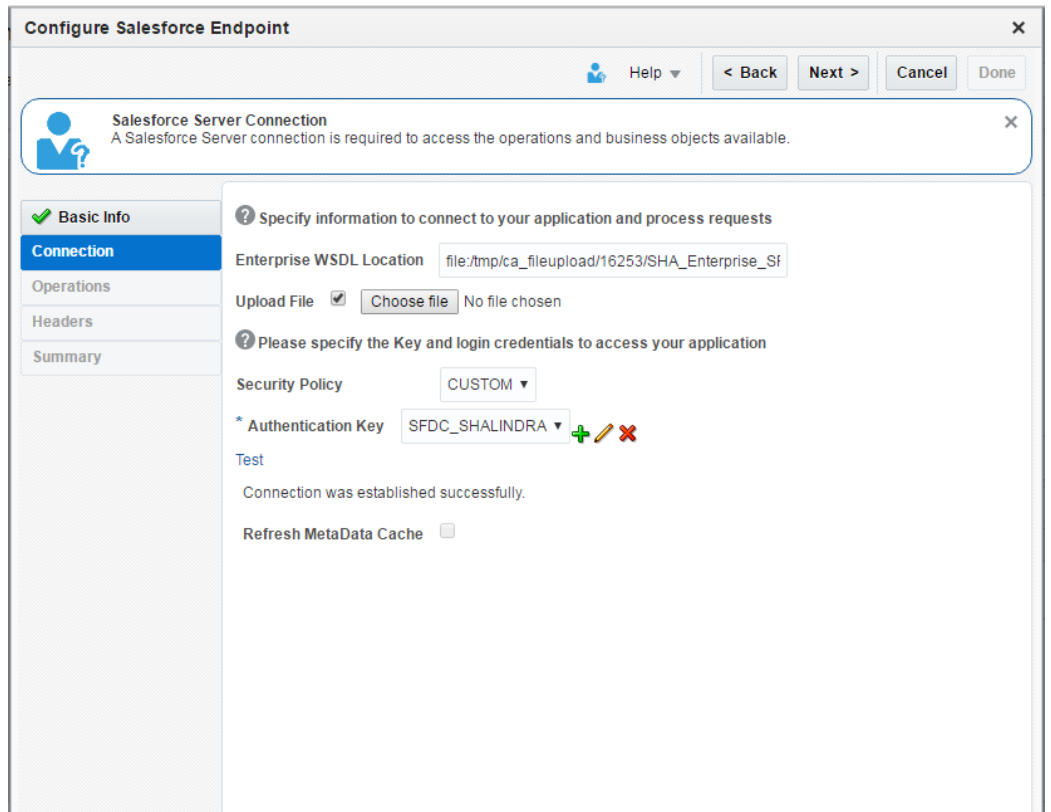 Configure Salesforce Endpoint
Help
< Back
Next >
Cancel
Done
Salesforce Server Connection
A Salesforce Server connection is required to access the operations and business objects available.
Basic Info
Connection
Operations
Headers
Summary
Specify information to connect to your application and process requests
Enterprise WSDL Location file:/tmp/ca_fileupload/16253/SHA_Enterprise_SF
Upload File Choose file No file chosen
Please specify the Key and login credentials to access your application
Security Policy CUSTOM
* Authentication Key SFDC_SHALINDRA
Test
Connection was established successfully.
Refresh MetaData Cache